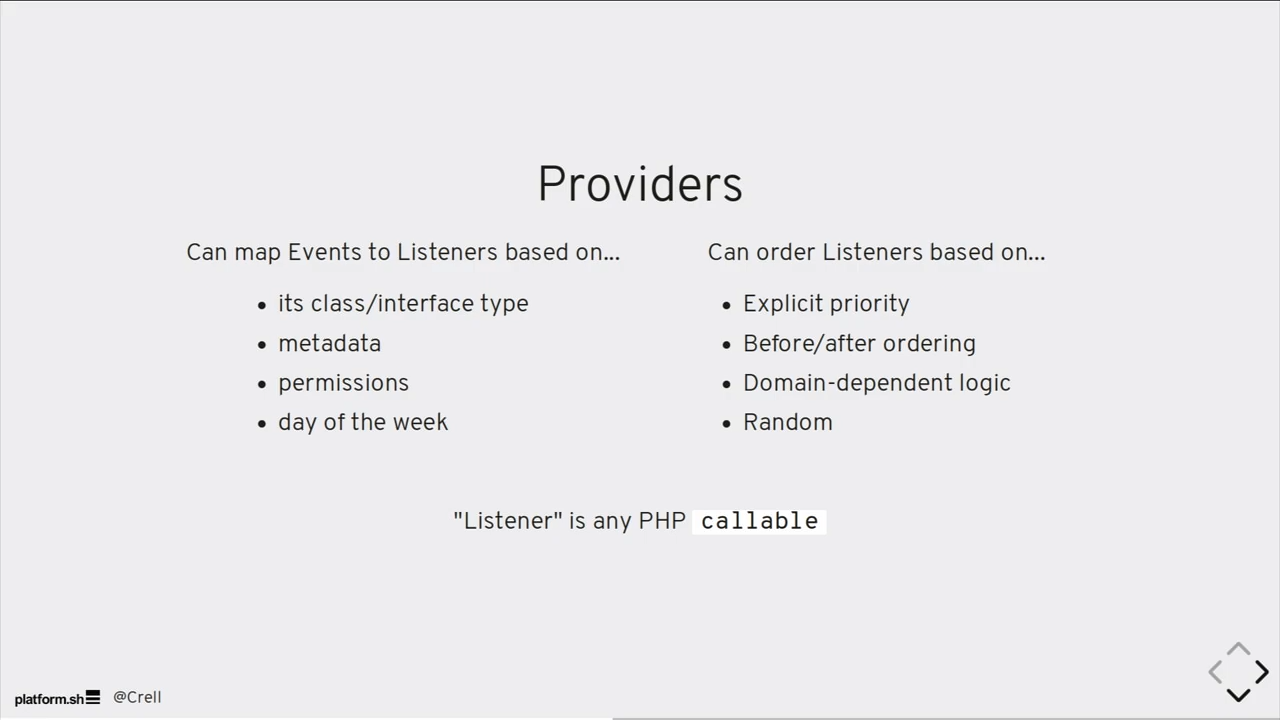 Providers
Can map Events to Listeners based on...
• its class/interface type
• metadata
• permissions
• day of the week
Can order Listeners based on...
• Explicit priority
• Before/after ordering
• Domain-dependent logic
• Random
"Listener" is any PHP callable
platform.sh @Crell